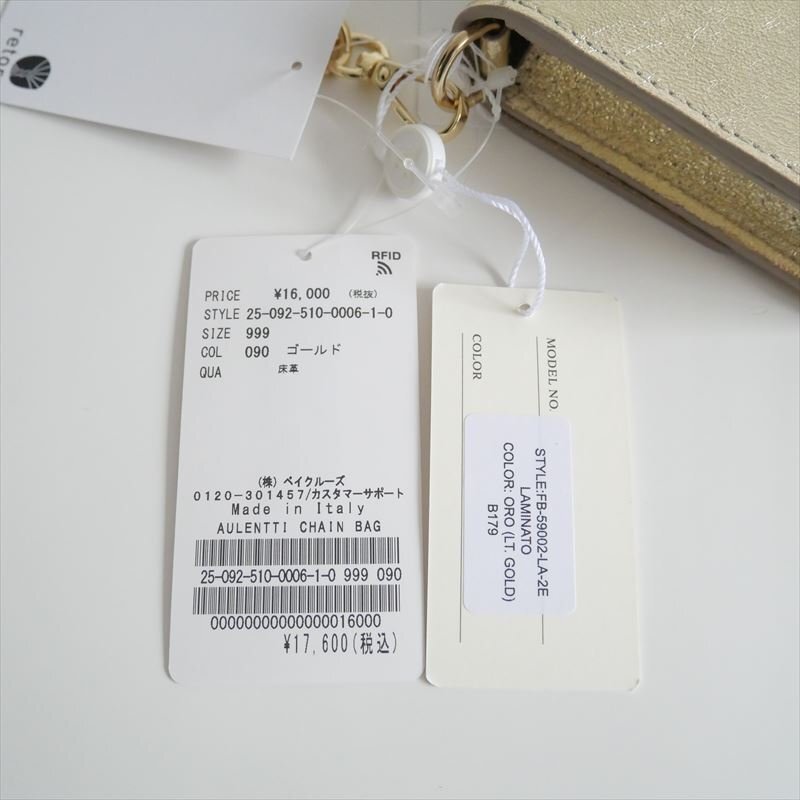 retor
RFID
PRICE ¥16,000 (税抜)
STYLE 25-092-510-0006-1-0
SIZE 999
COL 090 ゴールド
QUA 床革
(株) ベイクルーズ
0120-301457/カスタマーサポート
Made in Italy
AULENTTI CHAIN BAG
25-092-510-0006-1-0 999 090
00000000000000016000
¥17,600(税込)
MODEL NO.
COLOR
STYLE:FB-59002-LA-2E
LAMINATO
COLOR: ORO (LT. GOLD)
B179